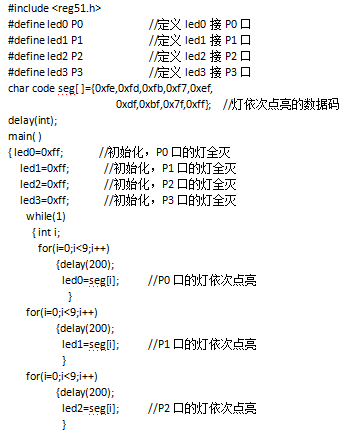 #include <reg51.h>
#define led0 P0 //定义 led0 接 P0 口
#define led1 P1 //定义 led1 接 P1 口
#define led2 P2 //定义 led2 接 P2 口
#define led3 P3 //定义 led3 接 P3 口
char code seg[ ]={0xfe,0xfd,0xfb,0xf7,0xef,
0xdf,0xbf,0x7f,0xff}; //灯依次点亮的数据码
delay(int);
main( )
{ led0=0xff; //初始化，P0 口的灯全灭
led1=0xff; //初始化，P1 口的灯全灭
led2=0xff; //初始化，P2 口的灯全灭
led3=0xff; //初始化，P3 口的灯全灭
while(1)
{ int i;
for(i=0;i<9;i++)
{delay(200);
led0=seg[i]; //P0 口的灯依次点亮
}
for(i=0;i<9;i++)
{delay(200);
led1=seg[i]; //P1 口的灯依次点亮
}
for(i=0;i<9;i++)
{delay(200);
led2=seg[i]; //P2 口的灯依次点亮
}